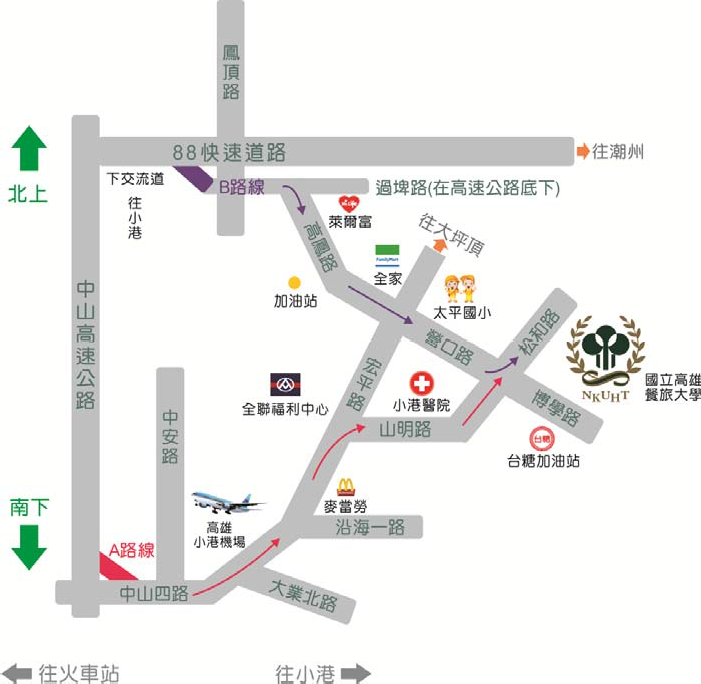 鳳頂路
88快速道路
往潮州
北上
下交流道
往小港
B路線
過埤路(在高速公路底下)
萊爾富
高鳳路
往大坪頂
FamilyMart
全家
加油站
太平國小
中山高速公路
營口路
松和路
NKUHT
國立高雄
餐旅大學
宏平路
全聯福利中心
小港醫院
博學路
中安路
山明路
台糖
台糖加油站
麥當勞
南下
高雄
小港機場
沿海一路
A路線
中山四路
大業北路
往火車站
往小港